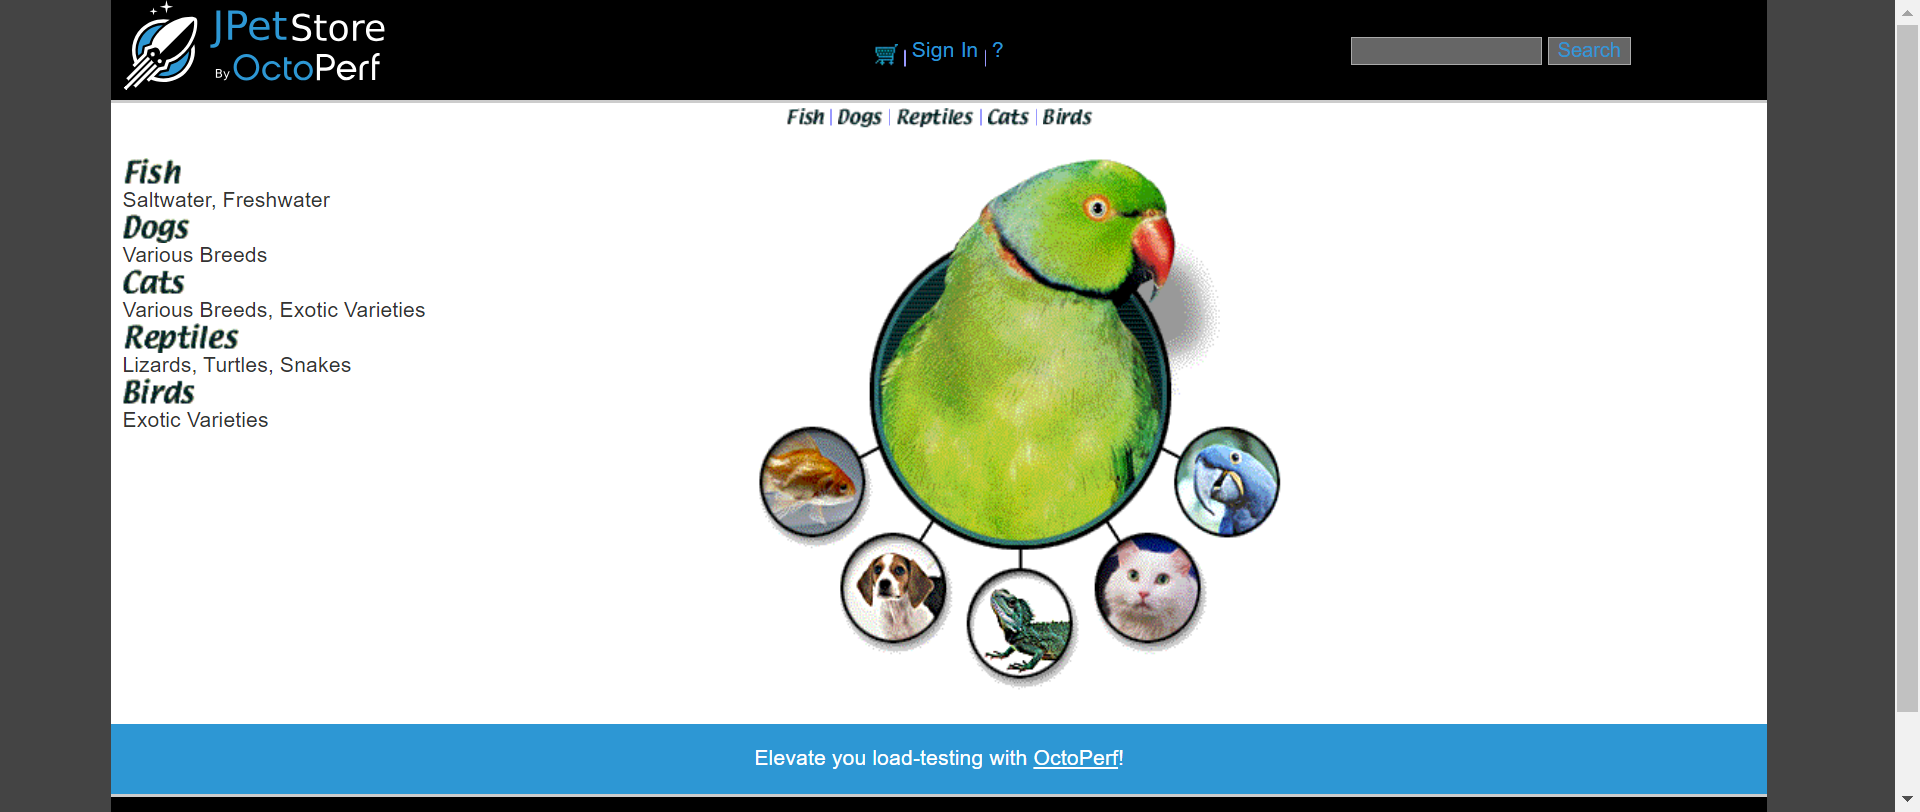 JPetStore
By OctoPerf
Sign In
?
Search
Fish
Dogs
Reptiles
Cats
Birds
Fish
Saltwater, Freshwater
Dogs
Various Breeds
Cats
Various Breeds, Exotic Varieties
Reptiles
Lizards, Turtles, Snakes
Birds
Exotic Varieties
Elevate you load-testing with OctoPerf!